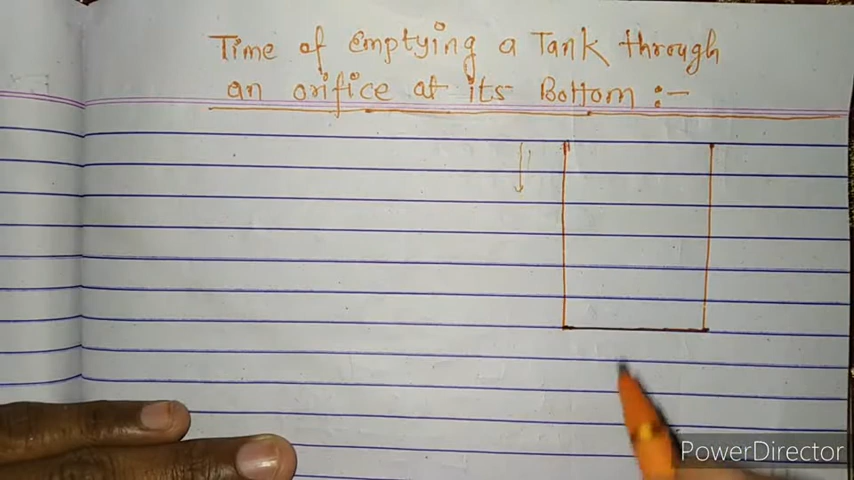 Time of emptying a Tank through
an orifice at its Bottom :-
PowerDirector